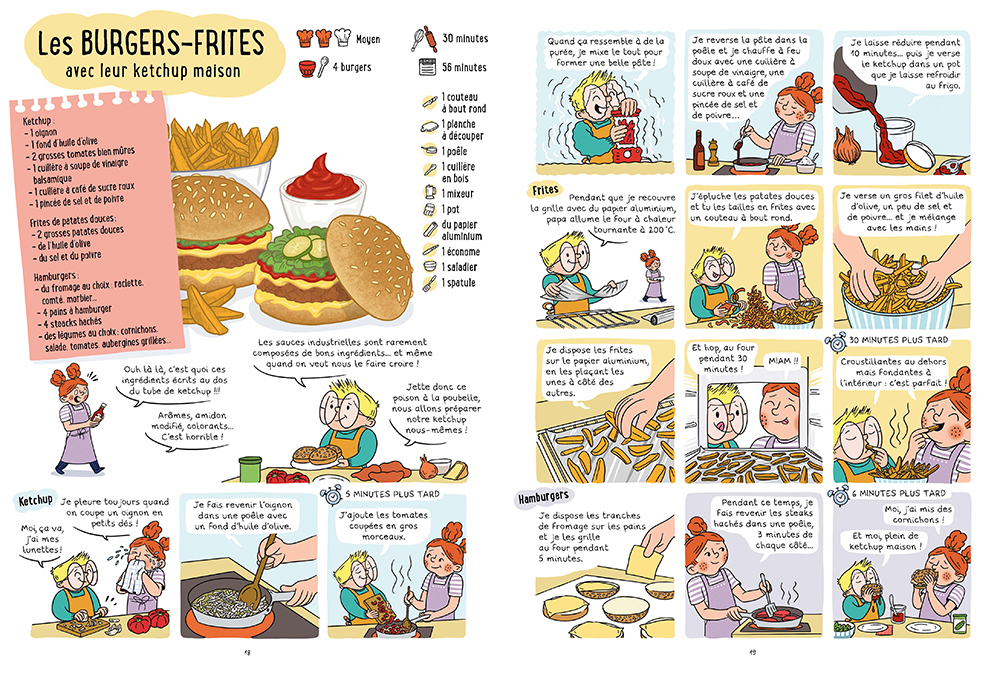 Les BURGERS-FRITES
avec leur ketchup maison
Moyen
30 minutes
4 burgers
56 minutes
Ketchup :
- 1 oignon
- 1 fond d'huile d'olive
- 2 grosses tomates bien mûres
- 1 cuillère à soupe de vinaigre
balsamique
- 1 cuillère à café de sucre roux
- 1 pincée de sel et de poivre
Frites de patates douces :
- 2 grosses patates douces
- de l'huile d'olive
- du sel et du poivre
Hamburgers :
- du fromage au choix : raclette,
comté, morbier...
- 4 pains à hamburger
- 4 steacks hachés
- des légumes au choix : cornichons,
salade, tomates, aubergines grillées...
1 couteau
à bout rond
1 planche
à découper
1 poêle
1 cuillère
en bois
1 mixeur
1 pot
du papier
aluminium
1 économe
1 saladier
1 spatule
Les sauces industrielles sont rarement
composées de bons ingrédients... et même
quand on veut nous le faire croire !
Ouh là là, c'est quoi ces
ingrédients écrits au dos
du tube de ketchup !!!
Arômes, amidon
modifié, colorants...
C'est horrible !
Jette donc ce
poison à la poubelle,
nous allons préparer
notre ketchup
nous-mêmes !
Ketchup
Je pleure toujours quand
on coupe un oignon en
petits dés !
Moi, ça va,
j'ai mes
lunettes !
Je fais revenir l'oignon
dans une poêle avec
un fond d'huile d'olive.
5 MINUTES PLUS TARD
J'ajoute les tomates
coupées en gros
morceaux.
18
Quand ça ressemble à de la
purée, je mixe le tout pour
former une belle pâte !
Je reverse la pâte dans la
poêle et je chauffe à feu
doux avec une cuillère à
soupe de vinaigre, une
cuillère à café de
sucre roux et une
pincée de sel et
de poivre...
Je laisse réduire pendant
10 minutes... puis je verse
le ketchup dans un pot
que je laisse refroidir
au frigo.
Frites
Pendant que je recouvre
la grille avec du papier aluminium,
papa allume le four à chaleur
tournante à 200°C.
J'épluche les patates douces
et tu les tailles en frites avec
un couteau à bout rond.
Je verse un gros filet d'huile
d'olive, un peu de sel et
de poivre... et je mélange
avec les mains !
Je dispose les frites
sur le papier aluminium,
en les plaçant les
unes à côté des
autres.
Et hop, au four
pendant 30
minutes !
MIAM !!
30 MINUTES PLUS TARD
Croustillantes au dehors
mais fondantes à
l'intérieur : c'est parfait !
Hamburgers
Je dispose les tranches
de fromage sur les pains
et je les grille
au four pendant
5 minutes.
Pendant ce temps, je
fais revenir les steaks
hachés dans une poêle,
3 minutes de
chaque côté...
6 MINUTES PLUS TARD
Moi, j'ai mis des
cornichons !
Et moi, plein de
ketchup maison !
19